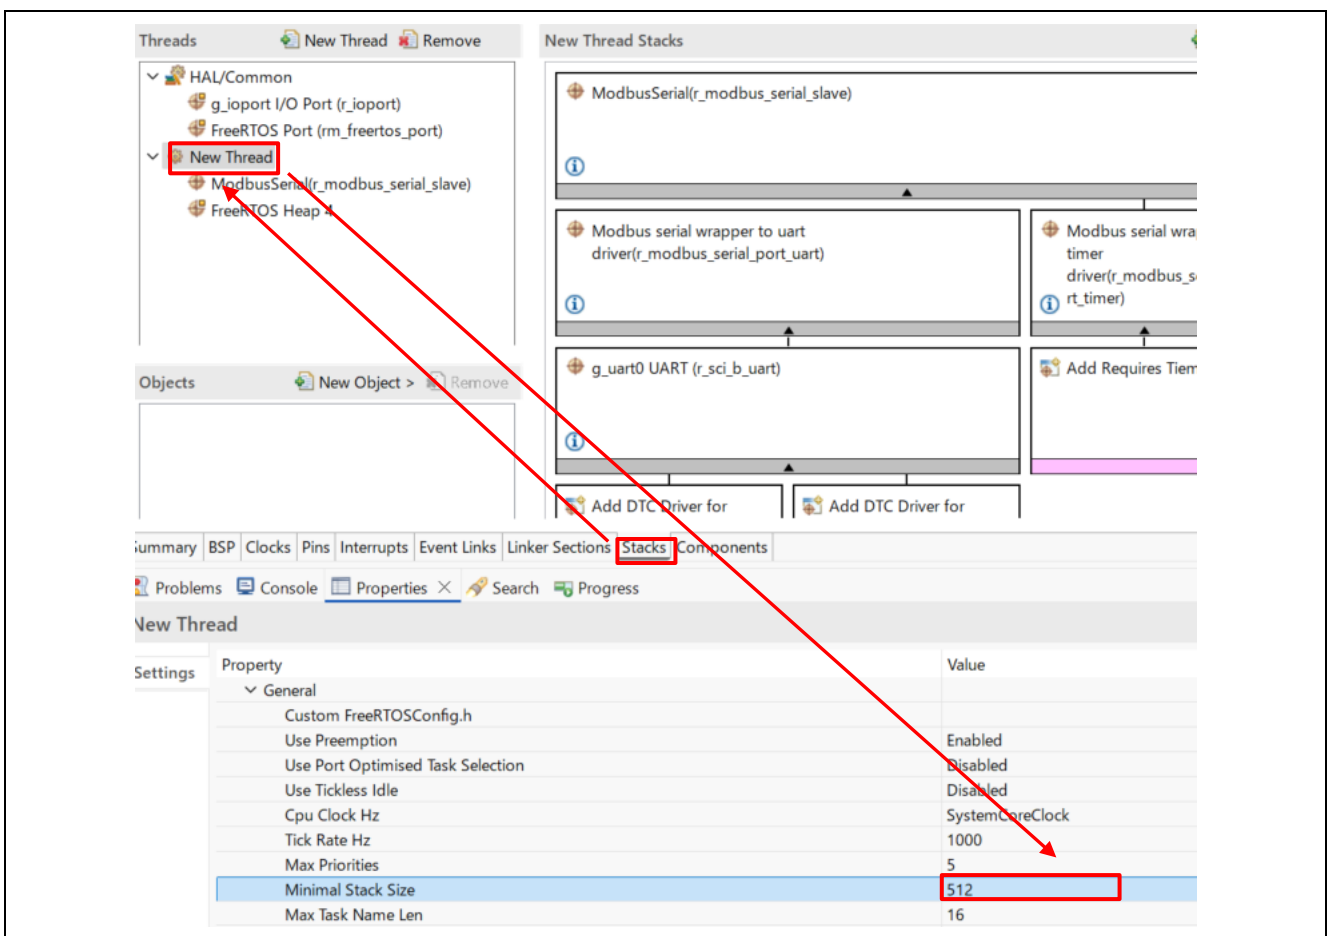 Threads
New Thread
Remove
HAL/Common
g_ioport I/O Port (r_ioport)
FreeRTOS Port (rm_freertos_port)
New Thread
ModbusSerial(r_modbus_serial_slave)
FreeRTOS Heap 4
Objects
New Object >
Remove
New Thread Stacks
ModbusSerial(r_modbus_serial_slave)
Modbus serial wrapper to uart
driver(r_modbus_serial_port_uart)
Modbus serial wra
timer
driver(r_modbus_s
rt_timer)
g_uart0 UART (r_sci_b_uart)
Add Requires Tiem
Add DTC Driver for
Add DTC Driver for
Summary BSP Clocks Pins Interrupts Event Links Linker Sections Stacks Components
Problems Console Properties Search Progress
New Thread
Settings
Property Value
General
Custom FreeRTOSConfig.h
Use Preemption Enabled
Use Port Optimised Task Selection Disabled
Use Tickless Idle Disabled
Cpu Clock Hz SystemCoreClock
Tick Rate Hz 1000
Max Priorities 5
Minimal Stack Size 512
Max Task Name Len 16